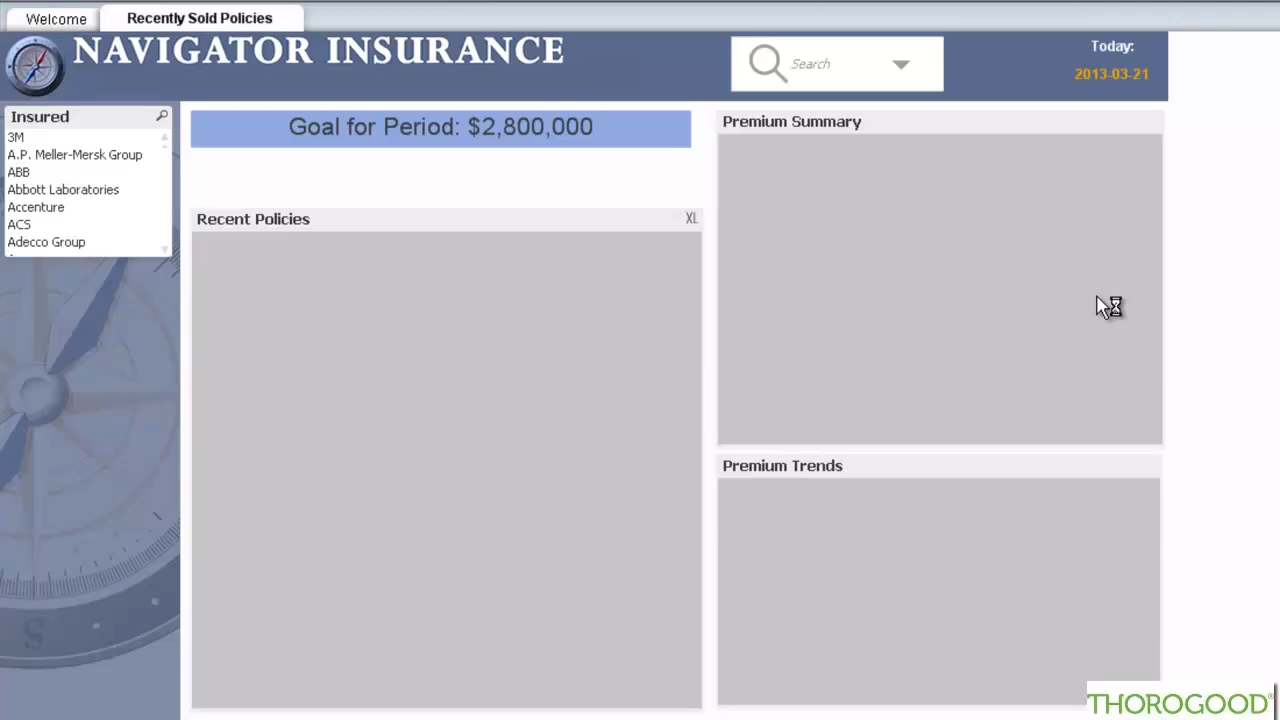 Welcome
Recently Sold Policies
NAVIGATOR INSURANCE
Search
Today:
2013-03-21
Insured
3M
A.P. Meller-Mersk Group
ABB
Abbott Laboratories
Accenture
ACS
Adecco Group
Goal for Period: $2,800,000
Recent Policies
XL
Premium Summary
Premium Trends
S
THOROGOOD®